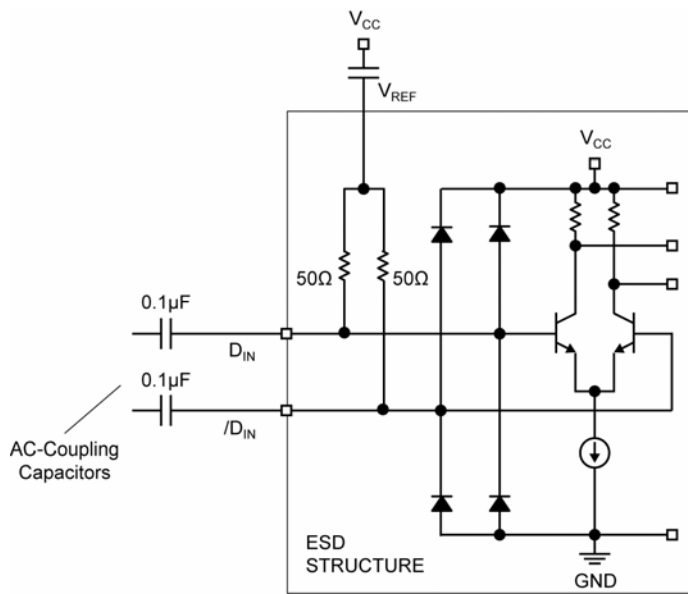 VCC
VREF
VCC
50Ω
50Ω
0.1µF
DIN
0.1µF
/DIN
AC-Coupling
Capacitors
ESD
STRUCTURE
GND